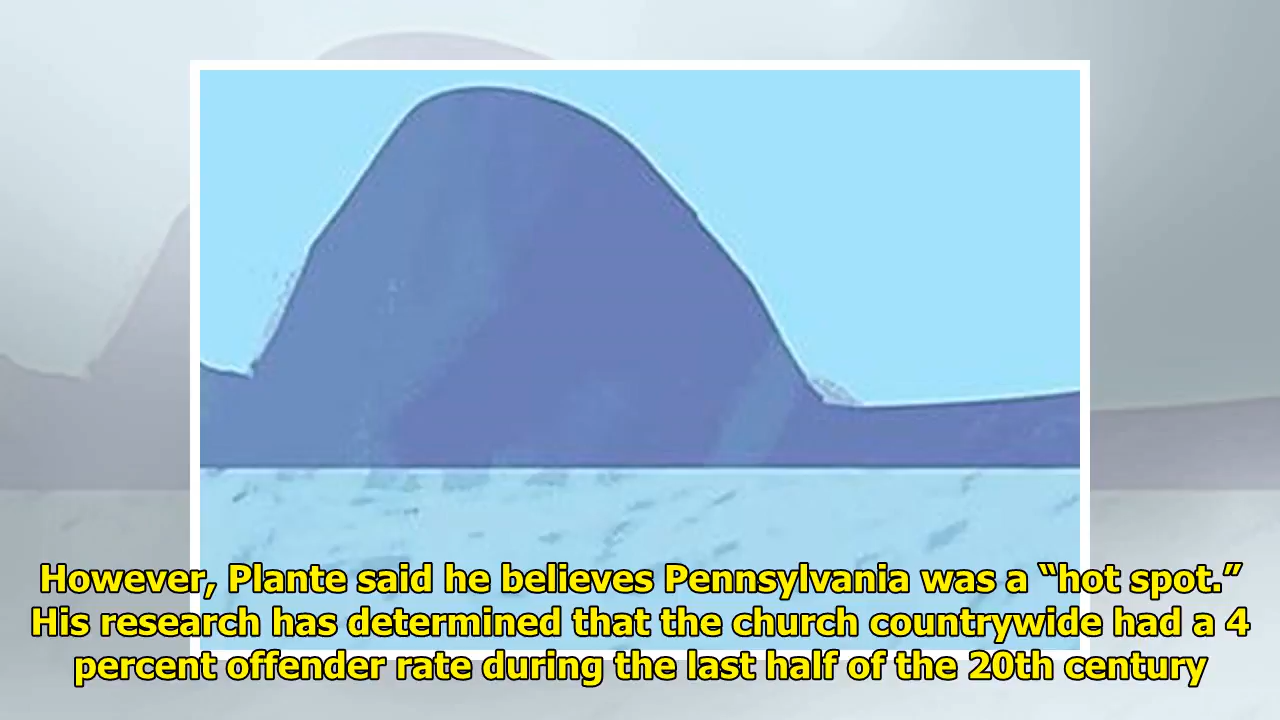 However, Plante said he believes Pennsylvania was a “hot spot.”
His research has determined that the church countrywide had a 4
percent offender rate during the last half of the 20th century